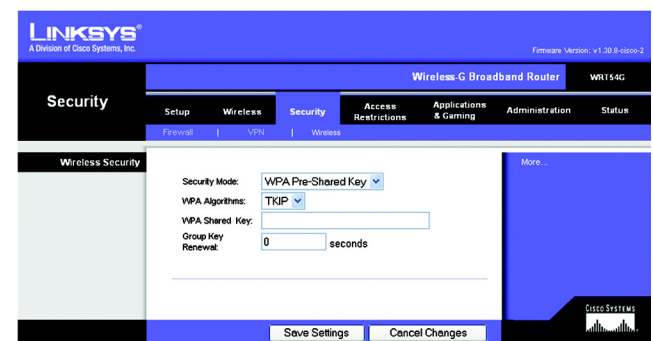 LINKSYS®
A Division of Cisco Systems, Inc.
Firmware Version: v1.30.8-cisco-2
Wireless-G Broadband Router WRT54G
Security
Setup Wireless Security Access Restrictions Applications & Gaming Administration Status
Firewall | VPN | Wireless
Wireless Security
More...
Security Mode: WPA Pre-Shared Key
WPA Algorithms: TKIP
WPA Shared Key:
Group Key Renewal: 0 seconds
CISCO SYSTEMS
Save Settings Cancel Changes